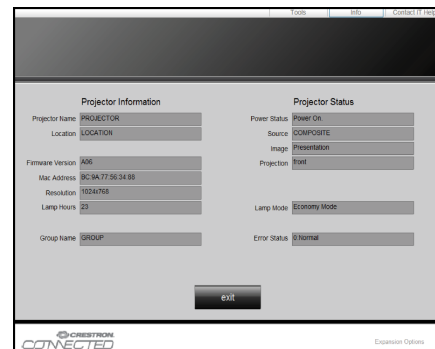 Tools Info Contact IT Help
Projector Information
Projector Name PROJECTOR
Location LOCATION
Firmware Version A06
Mac Address BC:9A:77:56:34:88
Resolution 1024x768
Lamp Hours 23
Group Name GROUP
Projector Status
Power Status Power On
Source COMPOSITE
Image Presentation
Projection front
Lamp Mode Economy Mode
Error Status 0:Normal
exit
CRESTRON
CONNECTED
Expansion Options